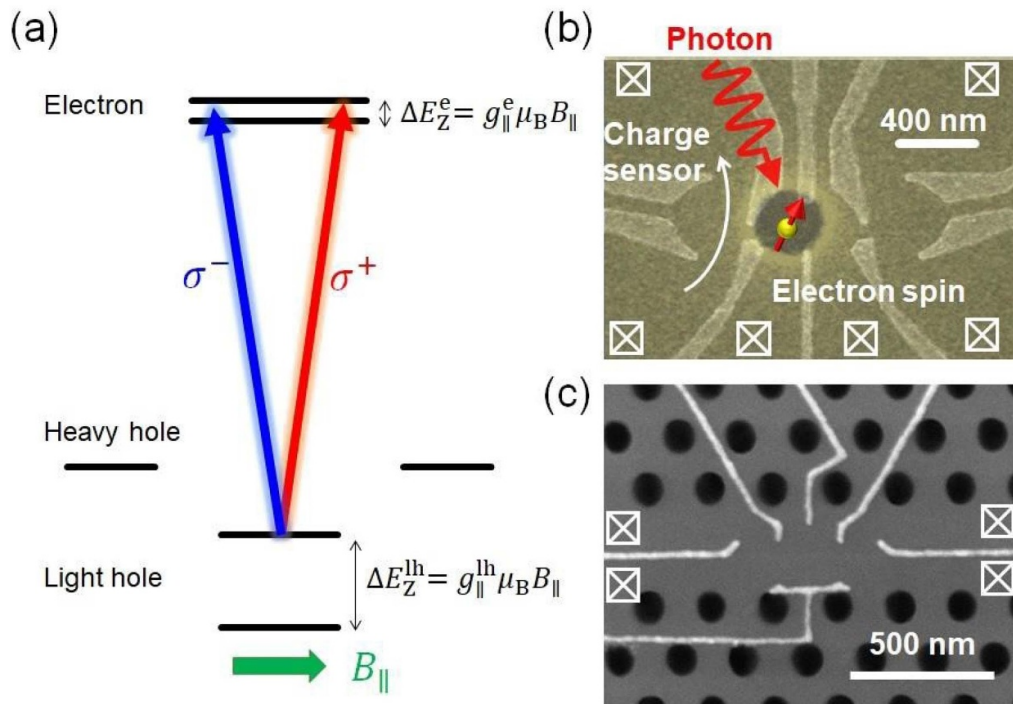 (a)
Electron
ΔE_Z^e = g_∥^e μ_B B_∥
σ⁻
σ⁺
Heavy hole
Light hole
ΔE_Z^lh = g_∥^lh μ_B B_∥
B_∥
(b)
Photon
Charge
sensor
400 nm
Electron spin
(c)
500 nm